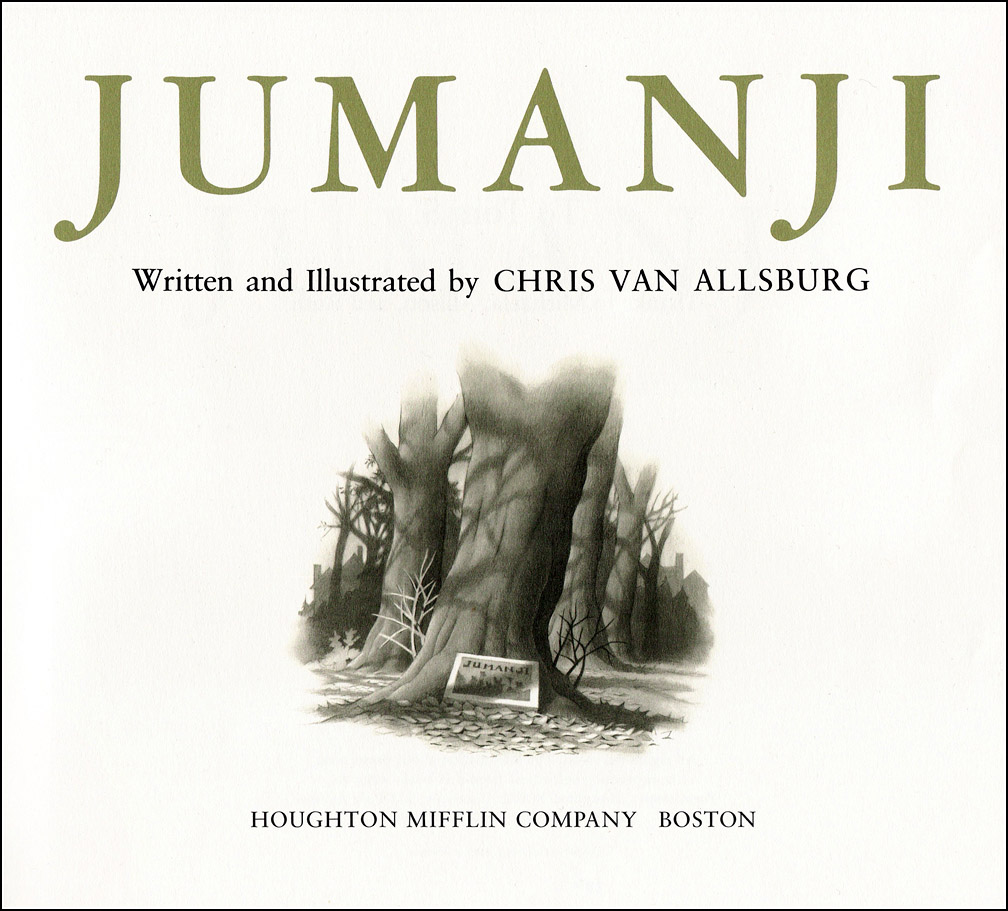 JUMANJI
Written and Illustrated by CHRIS VAN ALLSBURG
JUMANJI
HOUGHTON MIFFLIN COMPANY BOSTON